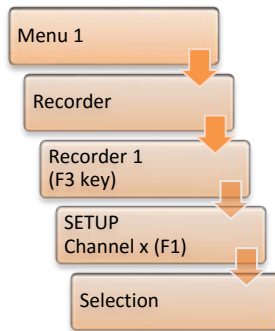 Menu 1
Recorder
Recorder 1
(F3 key)
SETUP
Channel x (F1)
Selection